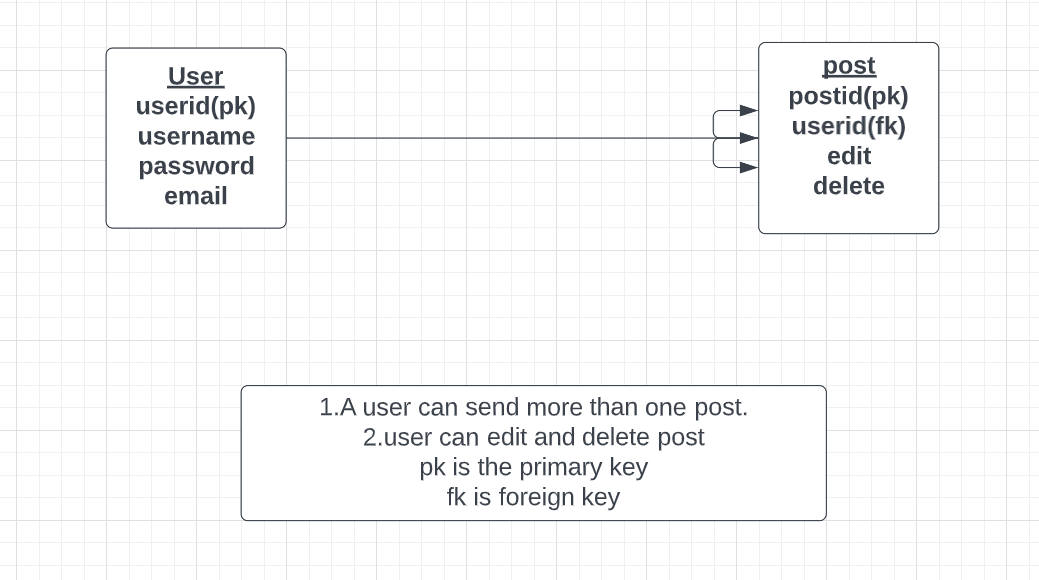 User
userid(pk)
username
password
email
post
postid(pk)
userid(fk)
edit
delete
1.A user can send more than one post.
2.user can edit and delete post
pk is the primary key
fk is foreign key